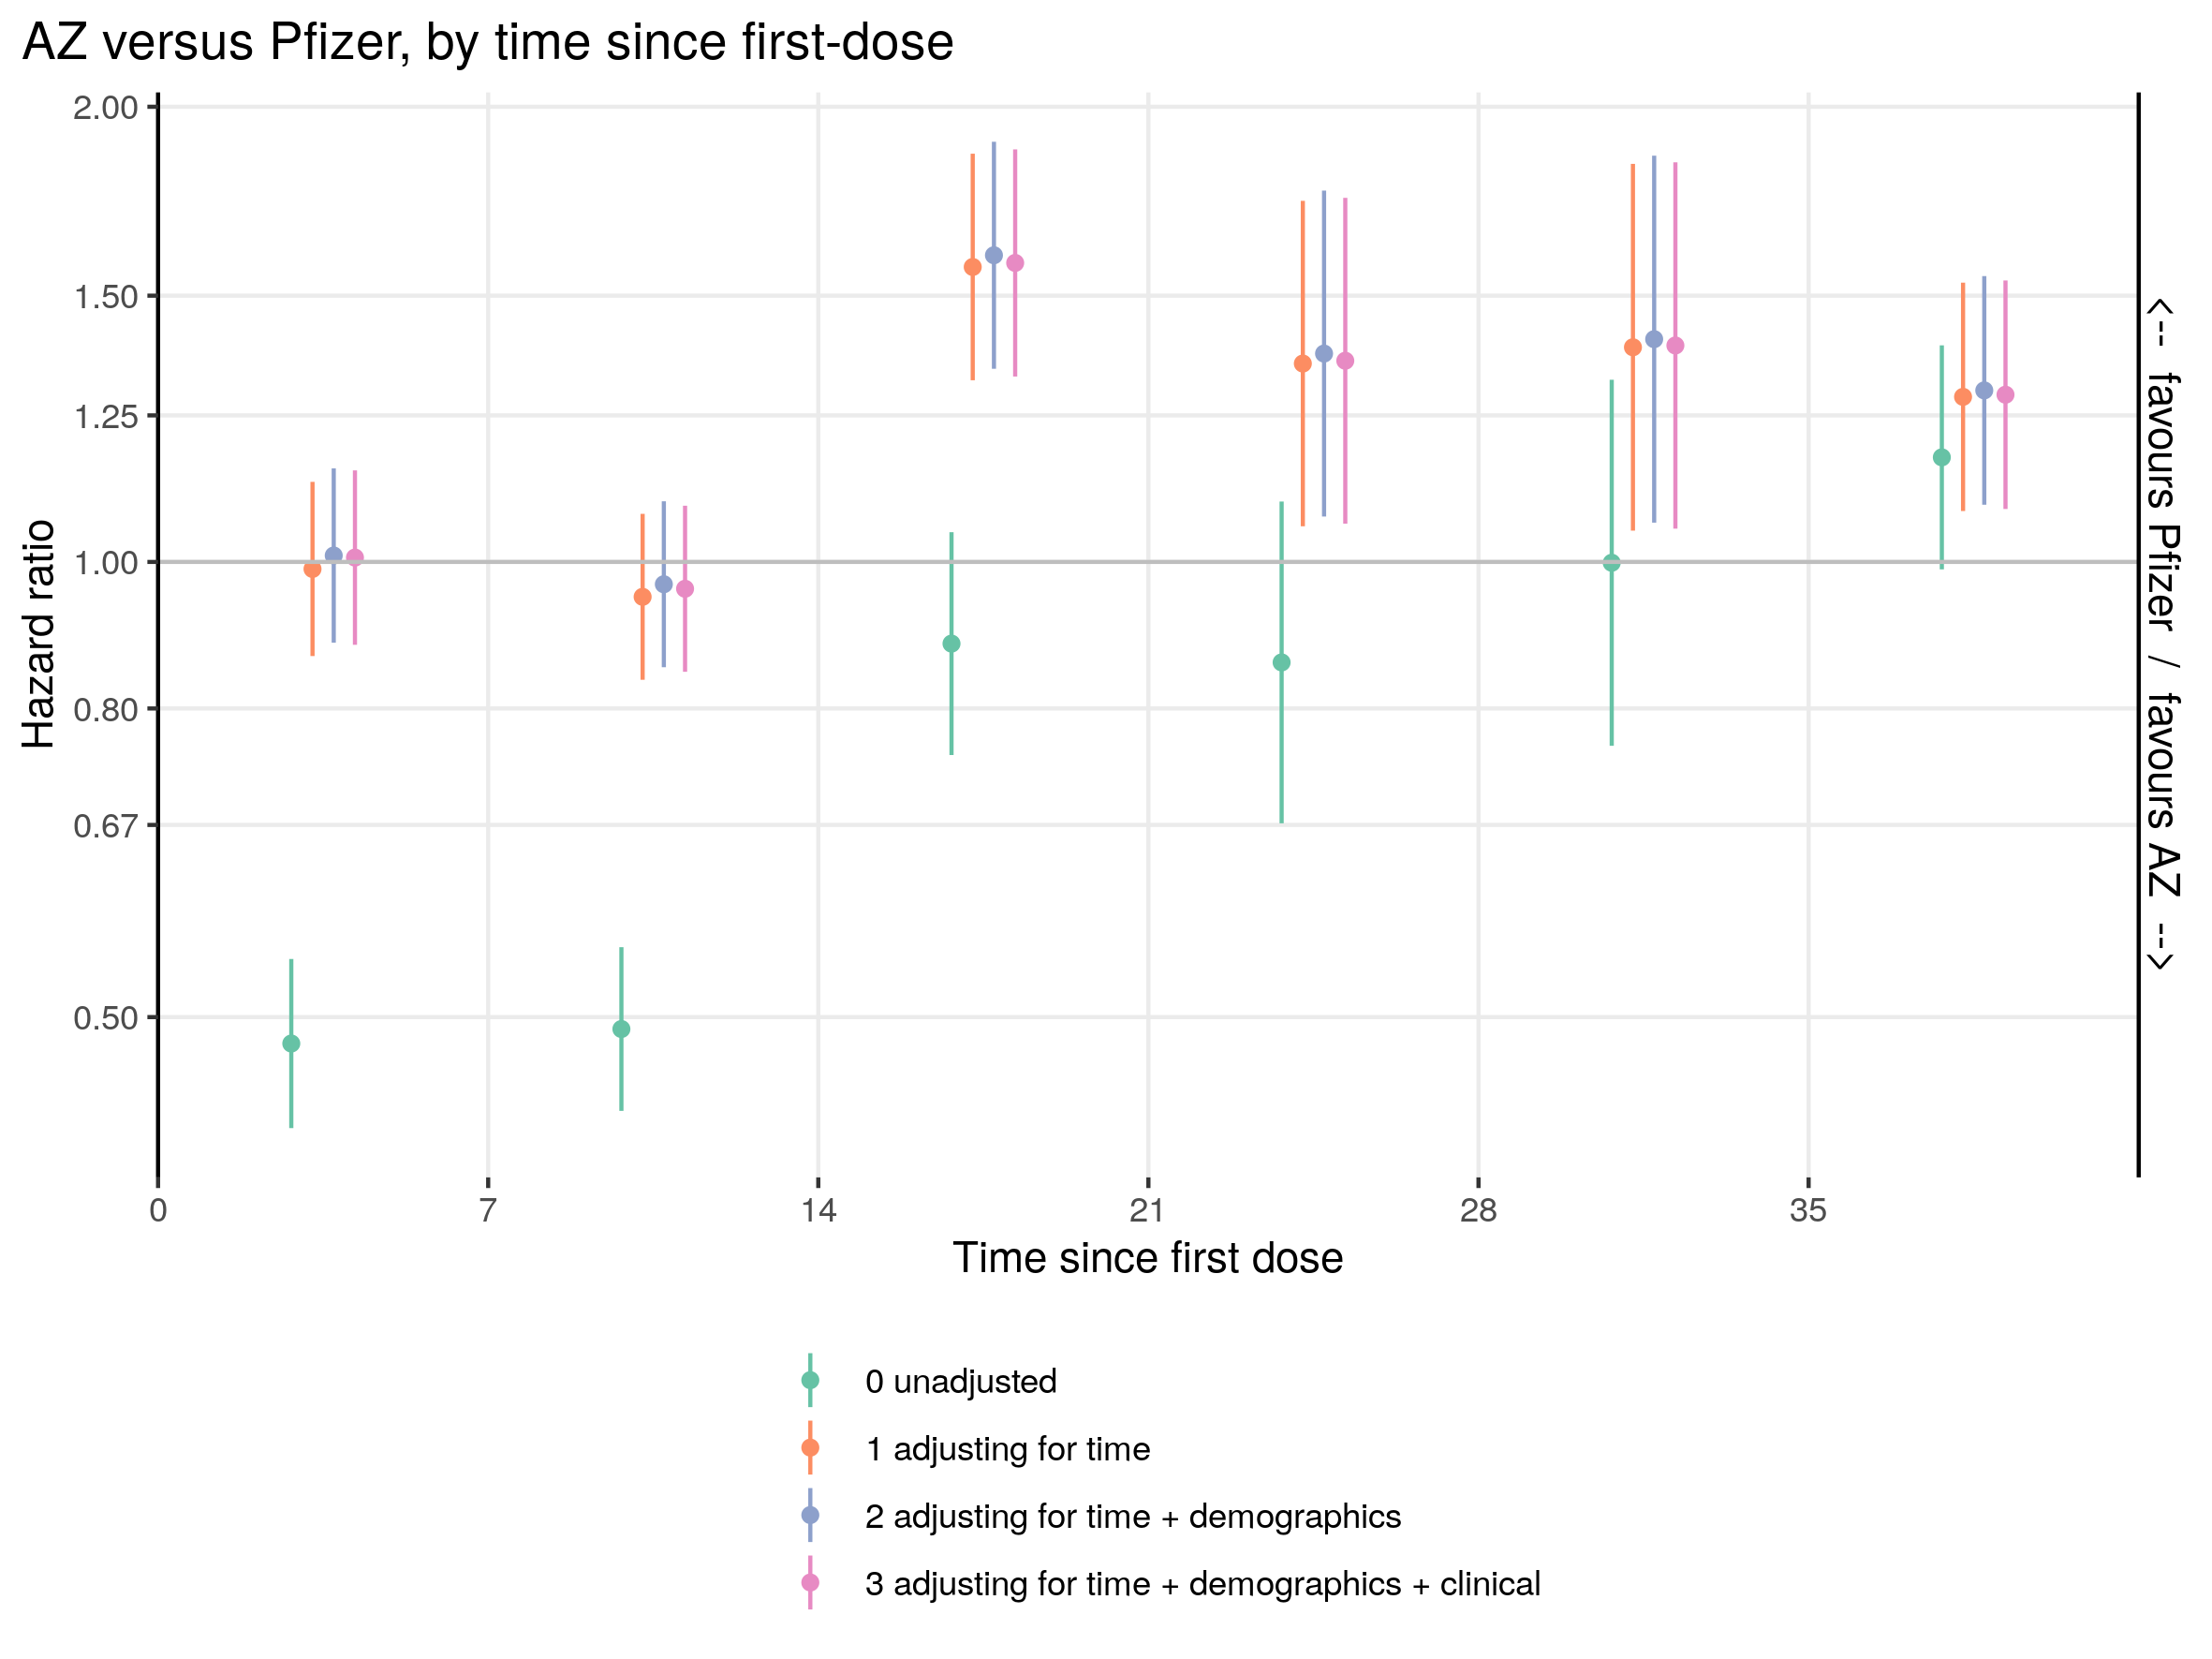 AZ versus Pfizer, by time since first-dose
2.00
1.50
1.25
1.00
0.80
0.67
0.50
Hazard ratio
<-- favours Pfizer / favours AZ -->
0 7 14 21 28 35
Time since first dose
0 unadjusted
1 adjusting for time
2 adjusting for time + demographics
3 adjusting for time + demographics + clinical